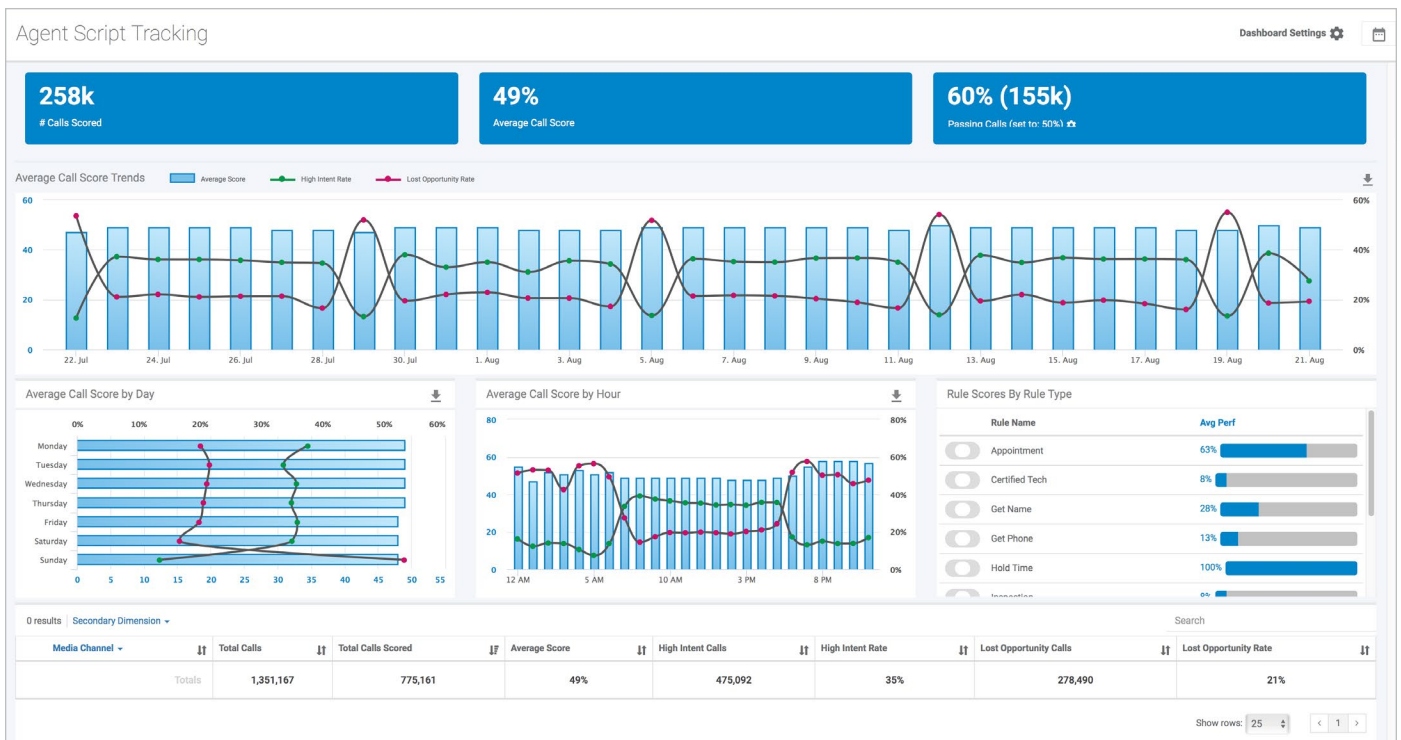 Agent Script Tracking
Dashboard Settings
258k
# Calls Scored
49%
Average Call Score
60% (155k)
Passing Calls (set to: 50%)
Average Call Score Trends
Average Score
High Intent Rate
Lost Opportunity Rate
60 60%
40 40%
20 20%
0 0%
22. Jul 24. Jul 26. Jul 28. Jul 30. Jul 1. Aug 3. Aug 5. Aug 7. Aug 9. Aug 11. Aug 13. Aug 15. Aug 17. Aug 19. Aug 21. Aug
Average Call Score by Day
0% 10% 20% 30% 40% 50% 60%
Monday
Tuesday
Wednesday
Thursday
Friday
Saturday
Sunday
0 5 10 15 20 25 30 35 40 45 50 55
Average Call Score by Hour
80 80%
60 60%
40 40%
20 20%
0 0%
12 AM 5 AM 10 AM 3 PM 8 PM
Rule Scores By Rule Type
Rule Name Avg Perf
Appointment 63%
Certified Tech 8%
Get Name 28%
Get Phone 13%
Hold Time 100%
Inspection 8%
0 results Secondary Dimension
Search
Media Channel Total Calls Total Calls Scored Average Score High Intent Calls High Intent Rate Lost Opportunity Calls Lost Opportunity Rate
Totals 1,351,167 775,161 49% 475,092 35% 278,490 21%
Show rows: 25 < 1 >